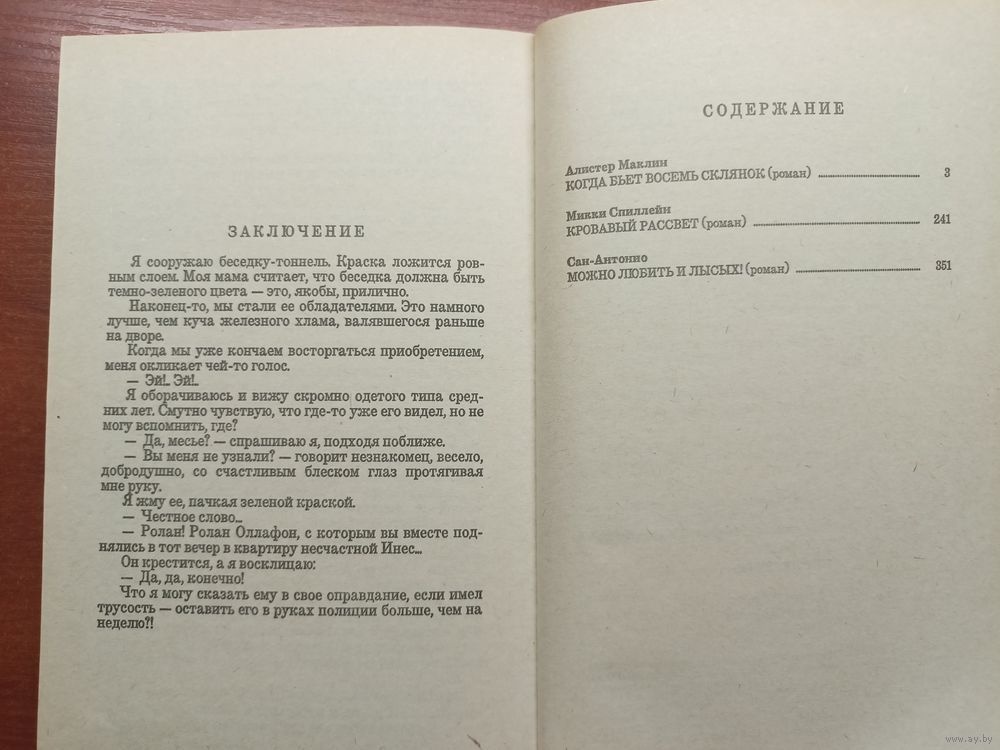 ЗАКЛЮЧЕНИЕ
Я сооружаю беседку-тоннель. Краска ложится ров-
ным слоем. Моя мама считает, что беседка должна быть
темно-зеленого цвета — это, якобы, прилично.
Наконец-то, мы стали ее обладателями. Это намного
лучше, чем куча железного хлама, валявшегося раньше
на дворе.
Когда мы уже кончаем восторгаться приобретением,
меня окликает чей-то голос.
— Эй!.. Эй!..
Я оборачиваюсь и вижу скромно одетого типа сред-
них лет. Смутно чувствую, что где-то уже его видел, но не
могу вспомнить, где?
— Да, месье? — спрашиваю я, подходя поближе.
— Вы меня не узнали? — говорит незнакомец, весело,
добродушно, со счастливым блеском глаз протягивая
мне руку.
Я жму ее, пачкая зеленой краской.
— Честное слово...
— Ролан! Ролан Оллафон, с которым вы вместе под-
нялись в тот вечер в квартиру несчастной Инес...
Он крестится, а я восклицаю:
— Да, да, конечно!
Что я могу сказать ему в свое оправдание, если имел
трусость — оставить его в руках полиции больше, чем на
неделю?!
СОДЕРЖАНИЕ
Алистер Маклин
КОГДА БЬЕТ ВОСЕМЬ СКЛЯНОК (роман) 3
Микки Спиллейн
КРОВАВЫЙ РАССВЕТ (роман) 241
Сан-Антонио
МОЖНО ЛЮБИТЬ И ЛЫСЫХ! (роман) 351
www.ay.by